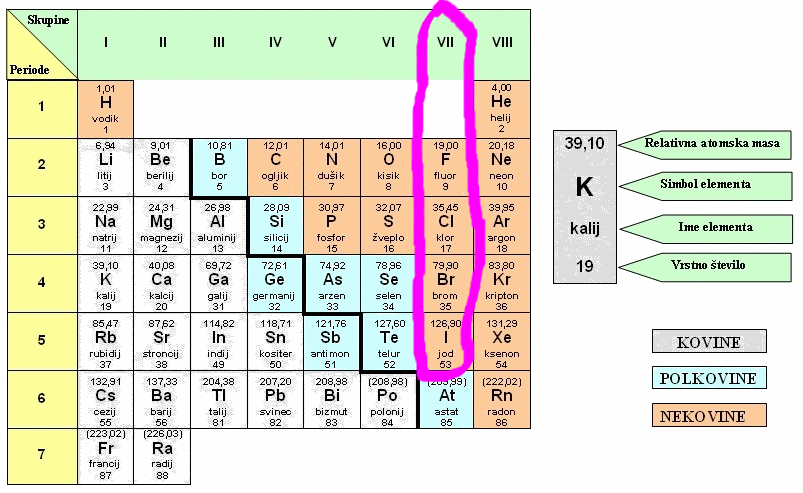 Skupine
Periode
I II III IV V VI VII VIII
1
1,01 4,00
H He
vodik helij
1 2
2
6,94 9,01 10,81 12,01 14,01 16,00 19,00 20,18
Li Be B C N O F Ne
litij berilij bor ogljik dušik kisik fluor neon
3 4 5 6 7 8 9 10
3
22,99 24,31 26,98 28,09 30,97 32,07 35,45 39,95
Na Mg Al Si P S Cl Ar
natrij magnezij aluminij silicij fosfor žveplo klor argon
11 12 13 14 15 16 17 18
4
39,10 40,08 69,72 72,61 74,92 78,96 79,90 83,80
K Ca Ga Ge As Se Br Kr
kalij kalcij galij germanij arzen selen brom kripton
19 20 31 32 33 34 35 36
5
85,47 87,62 114,82 118,71 121,76 127,60 126,90 131,29
Rb Sr In Sn Sb Te I Xe
rubidij stroncij indij kositer antimon telur jod ksenon
37 38 49 50 51 52 53 54
6
132,91 137,33 204,38 207,20 208,98 (208,98) (209,99) (222,02)
Cs Ba Tl Pb Bi Po At Rn
cezij barij talij svinec bizmut polonij astat radon
55 56 81 82 83 84 85 86
7
(223,02) (226,03)
Fr Ra
francij radij
87 88
39,10 Relativna atomska masa
K Simbol elementa
kalij Ime elementa
19 Vrstno število
KOVINE
POLKOVINE
NEKOVINE